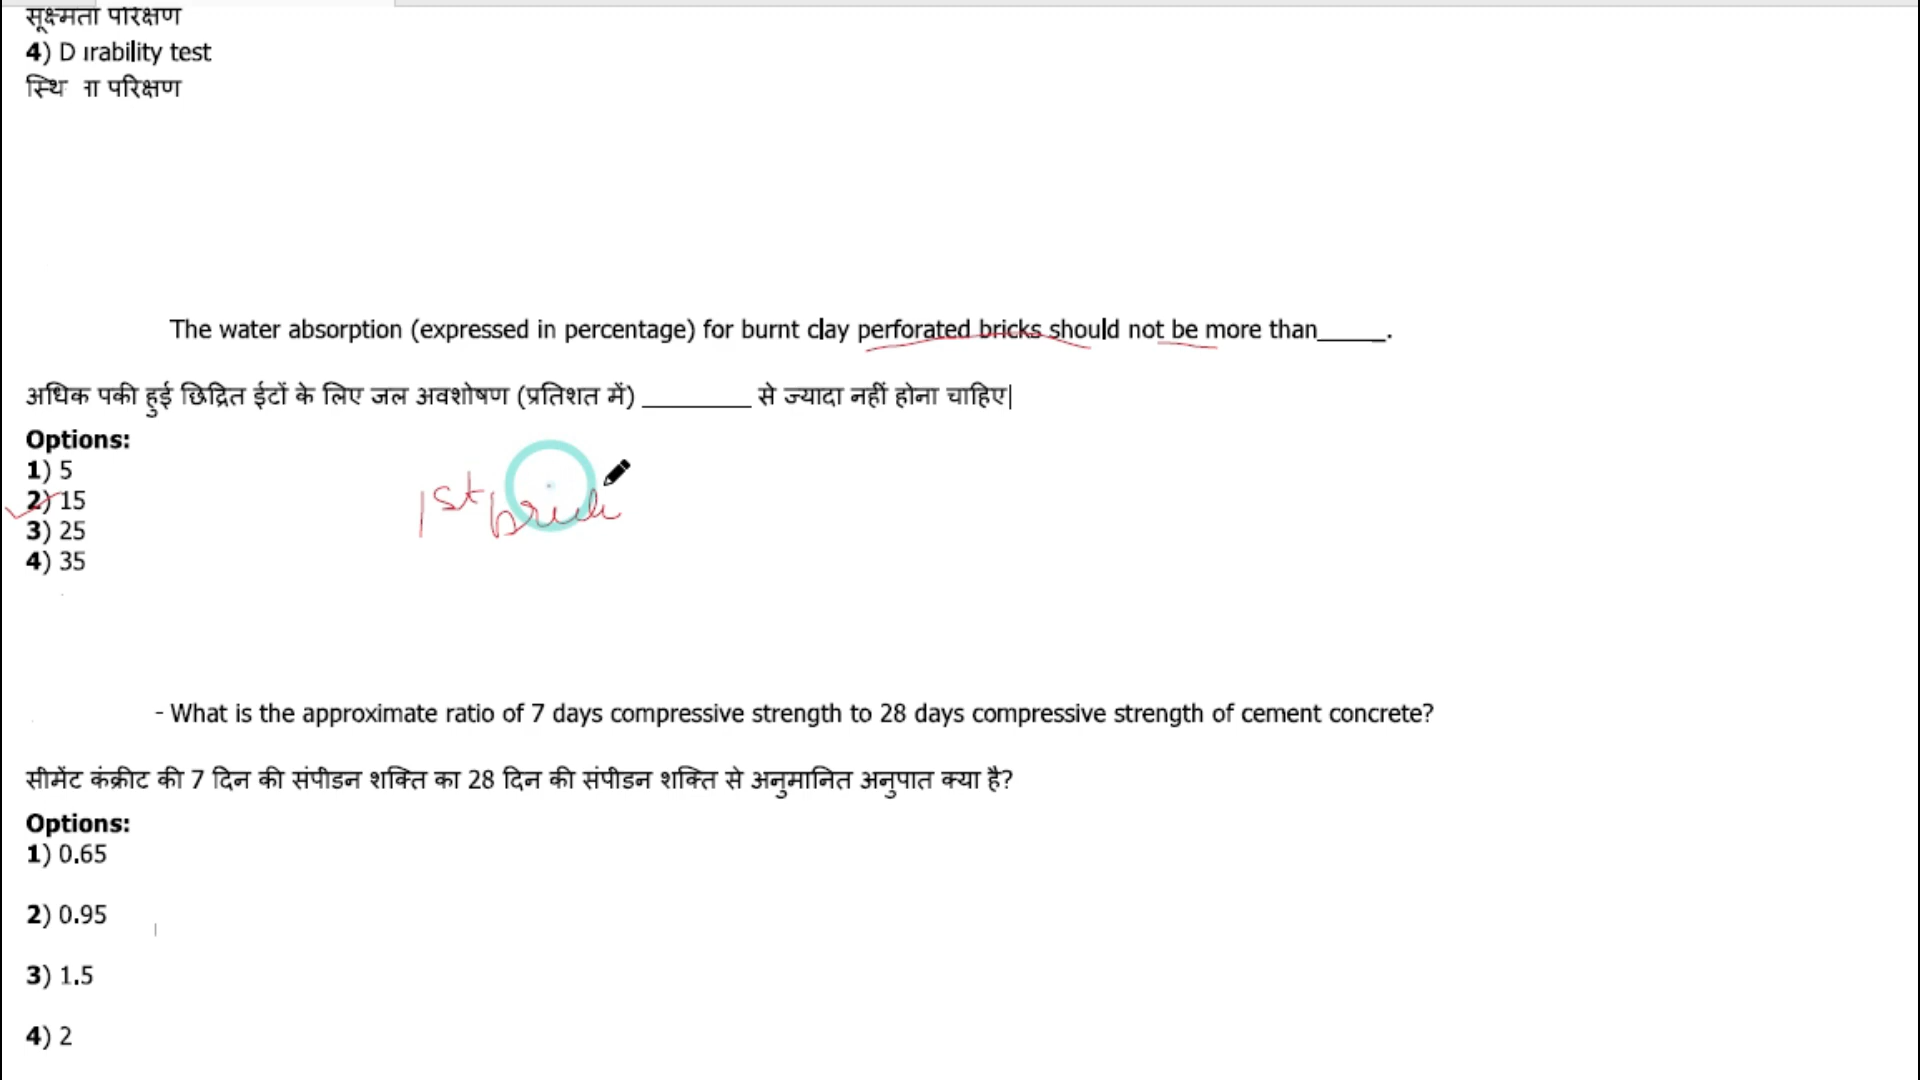 सूक्ष्मता परिक्षण
4) D ırability test
परिक्षण
The water absorption (expressed in percentage) for burnt clay perforated bricks should not be more than_____.
अधिक पकी हुई छिद्रित ईटों के लिए जल अवशोषण (प्रतिशत में) _________ से ज्यादा नहीं होना चाहिए|
Options:
1) 5
2) 15
3) 25
4) 35
1st brick
- What is the approximate ratio of 7 days compressive strength to 28 days compressive strength of cement concrete?
सीमेंट कंक्रीट की 7 दिन की संपीडन शक्ति का 28 दिन की संपीडन शक्ति से अनुमानित अनुपात क्या है?
Options:
1) 0.65
2) 0.95
3) 1.5
4) 2